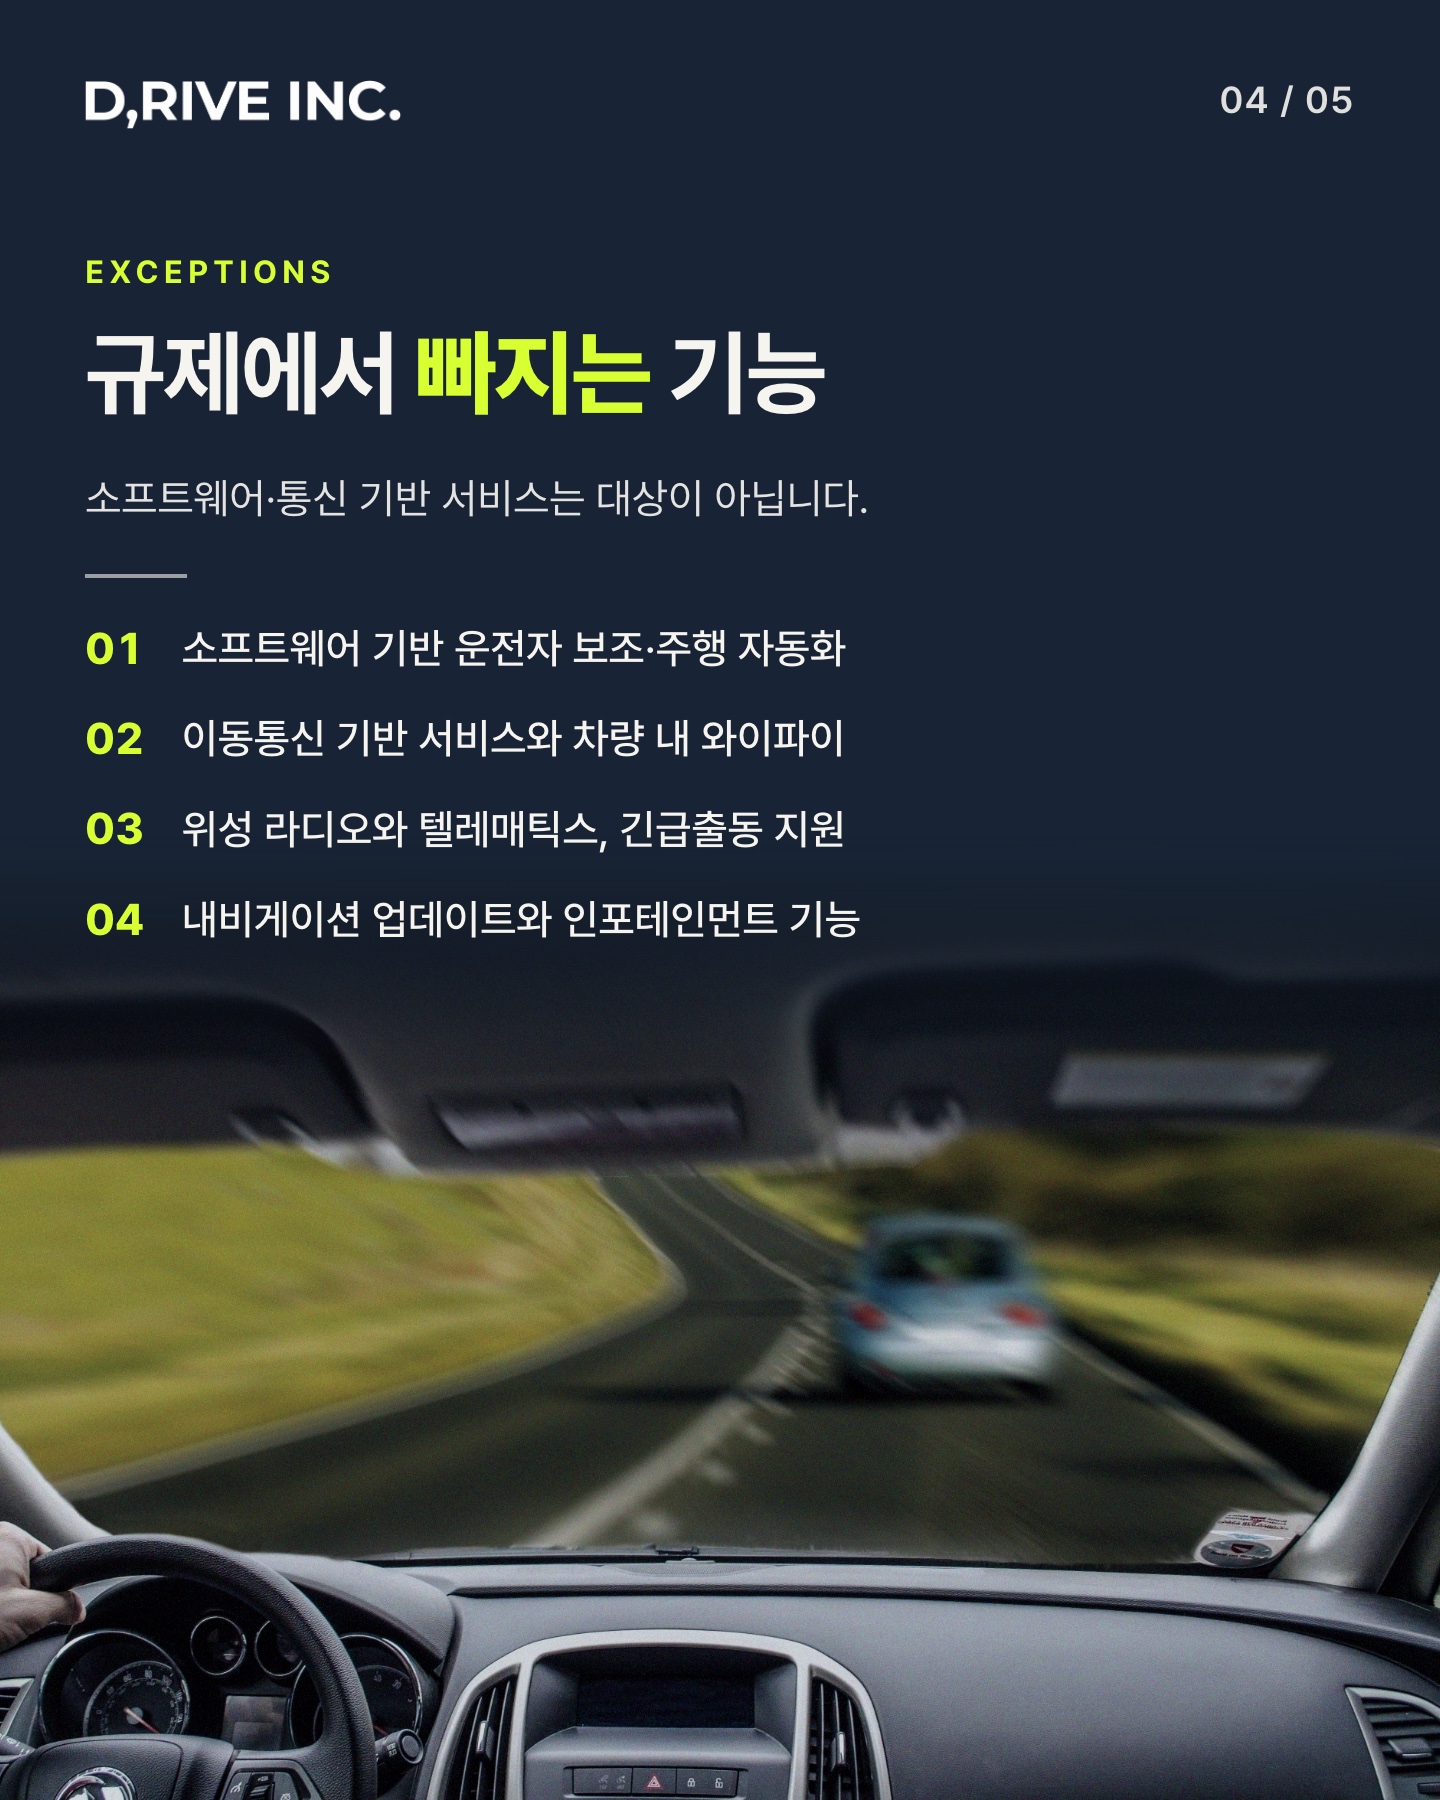 D,RIVE INC.
04 / 05
EXCEPTIONS
규제에서 빠지는 기능
소프트웨어·통신 기반 서비스는 대상이 아닙니다.
01 소프트웨어 기반 운전자 보조·주행 자동화
02 이동통신 기반 서비스와 차량 내 와이파이
03 위성 라디오와 텔레매틱스, 긴급출동 지원
04 내비게이션 업데이트와 인포테인먼트 기능